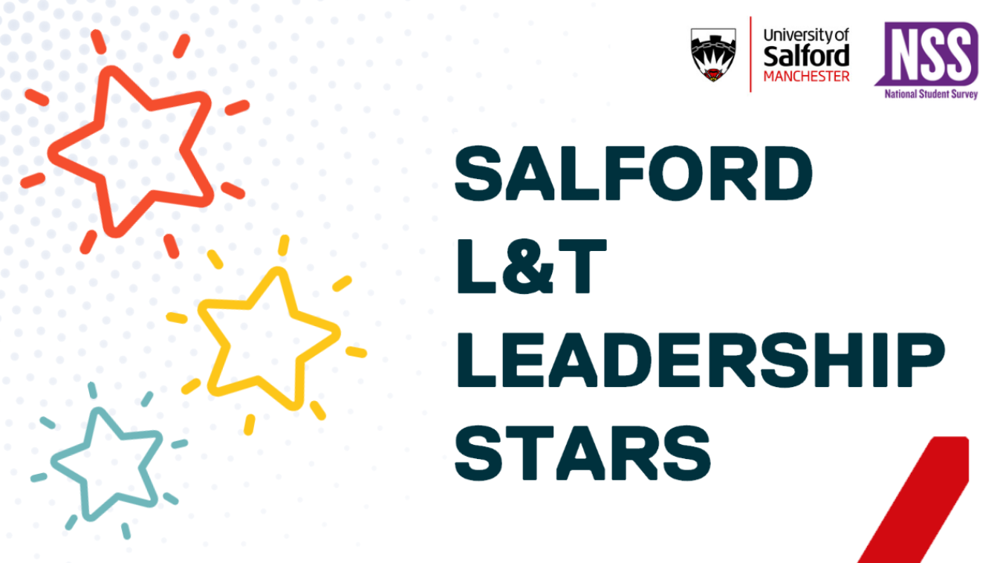 University of
Salford
MANCHESTER
NSS
National Student Survey
SALFORD
L&T
LEADERSHIP
STARS